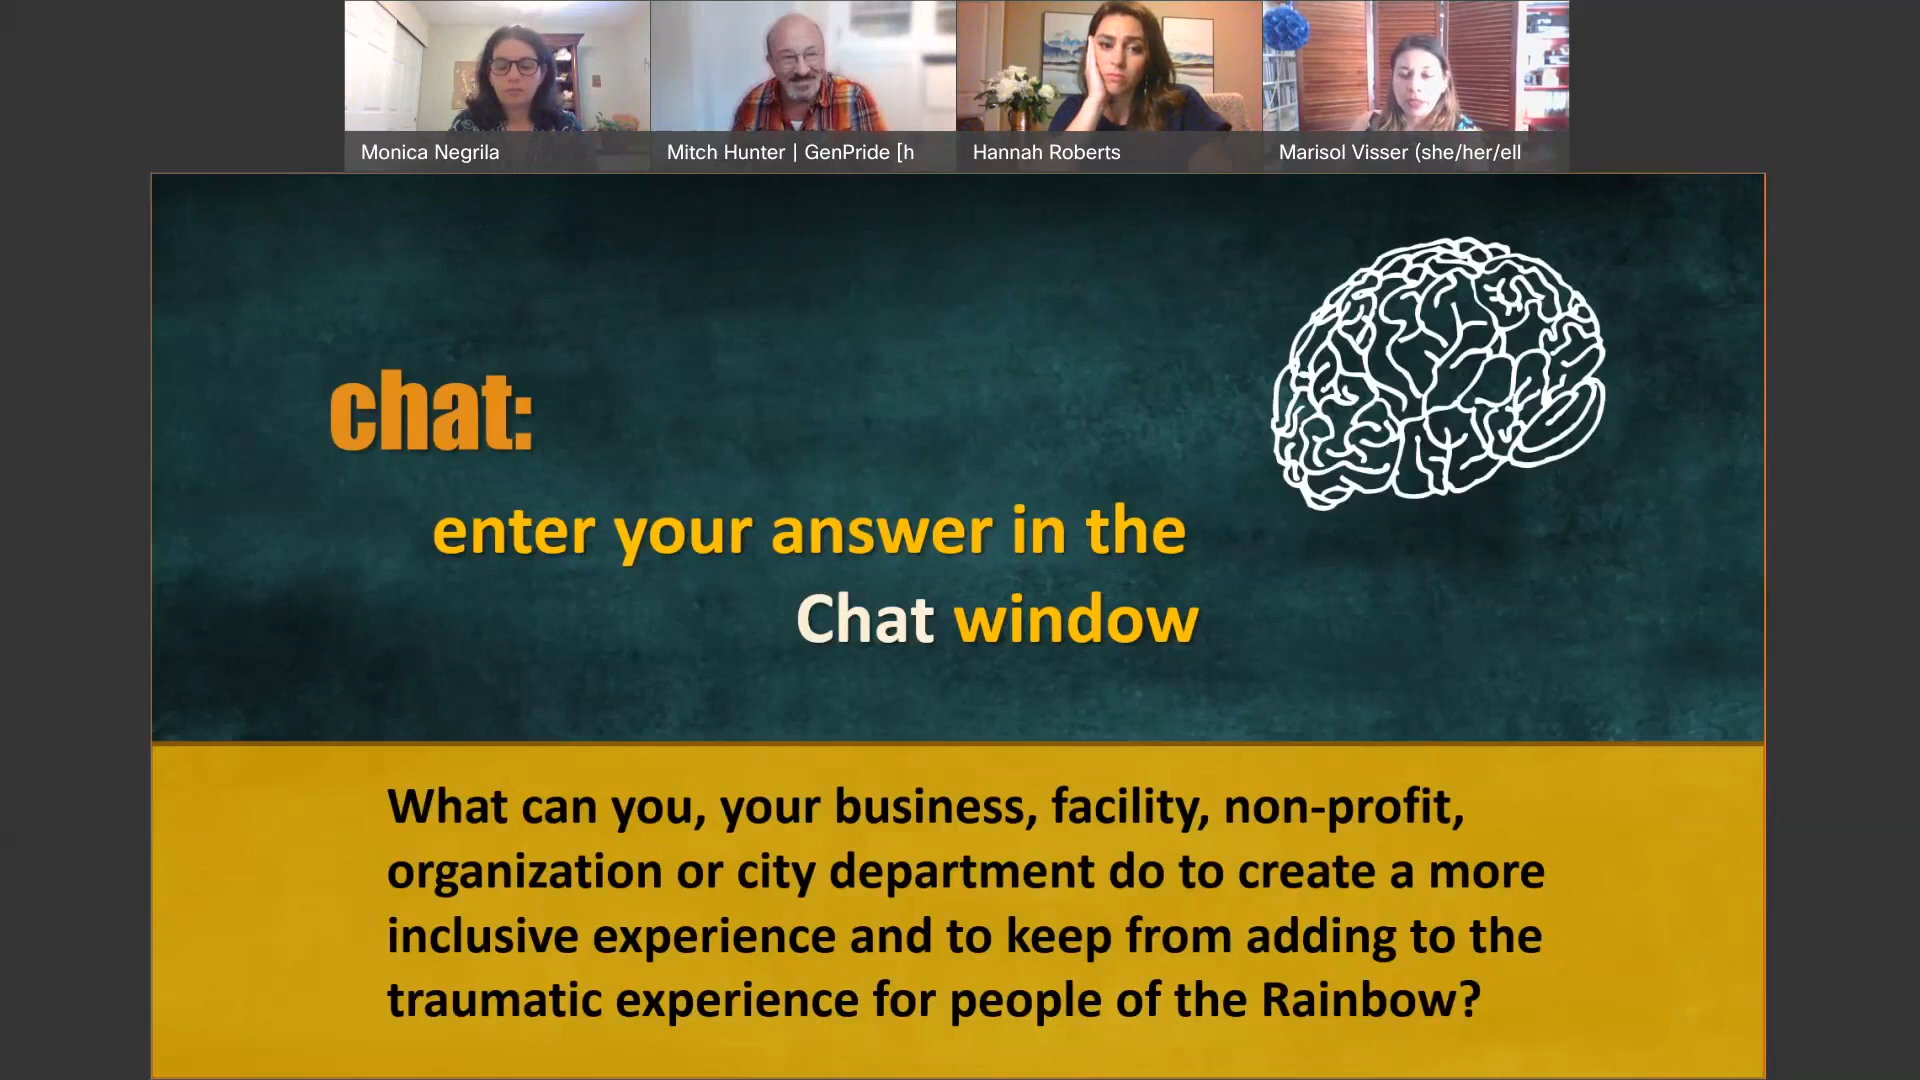 Monica Negrila
Mitch Hunter | GenPride [h
Hannah Roberts
Marisol Visser (she/her/ell
chat:
enter your answer in the
Chat window
What can you, your business, facility, non-profit,
organization or city department do to create a more
inclusive experience and to keep from adding to the
traumatic experience for people of the Rainbow?